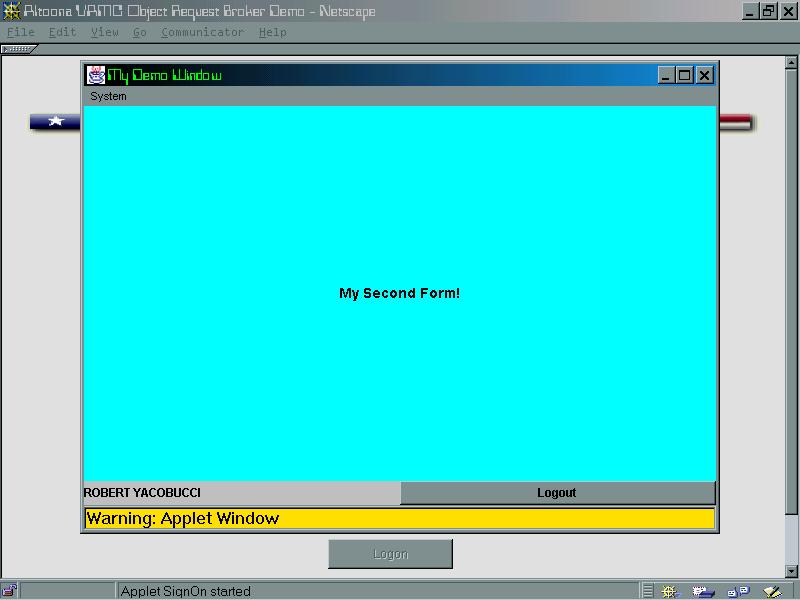 Altoona VAMC Object Request Broker Demo - Netscape
File Edit View Go Communicator Help
My Demo Window
System
My Second Form!
ROBERT YACOBUCCI
Logout
Warning: Applet Window
Logon
Applet SignOn started